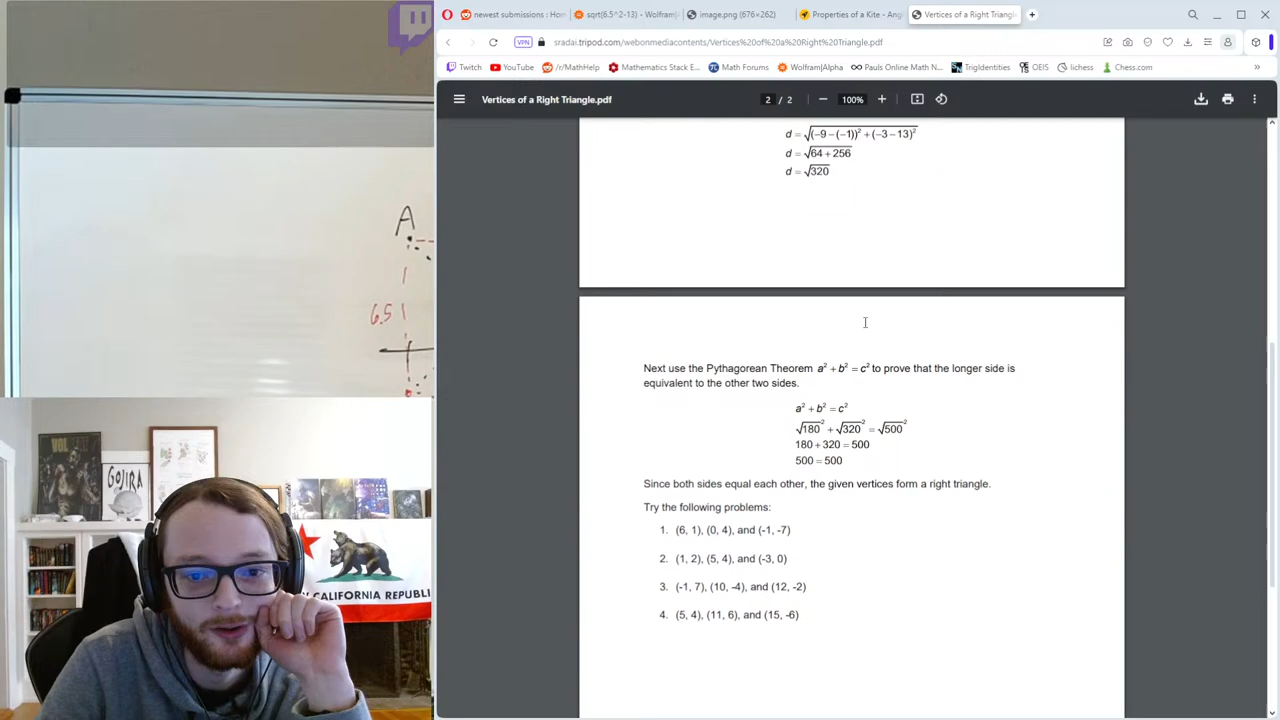 newest submissions : Hom
sqrt(6.5^2-13) - Wolfram|
image.png (676×262)
Properties of a Kite - Ang
Vertices of a Right Triangl
VPN
sradai.tripod.com/webonmediacontents/Vertices%20of%20a%20Right%20Triangle.pdf
Twitch
YouTube
/r/MathHelp
Mathematics Stack E...
Math Forums
Wolfram|Alpha
Pauls Online Math N...
TrigIdentities
OEIS
lichess
Chess.com
»
Vertices of a Right Triangle.pdf
2 / 2
100%
d = √(−9 − (−1))² + (−3 − 13)²
d = √64 + 256
d = √320
Next use the Pythagorean Theorem a² + b² = c² to prove that the longer side is
equivalent to the other two sides.
a² + b² = c²
√180² + √320² = √500²
180 + 320 = 500
500 = 500
Since both sides equal each other, the given vertices form a right triangle.
Try the following problems:
1. (6, 1), (0, 4), and (-1, -7)
2. (1, 2), (5, 4), and (-3, 0)
3. (-1, 7), (10, -4), and (12, -2)
4. (5, 4), (11, 6), and (15, -6)
A
6.5
VOL
GOJIRA
CALIFORNIA REPUBLI